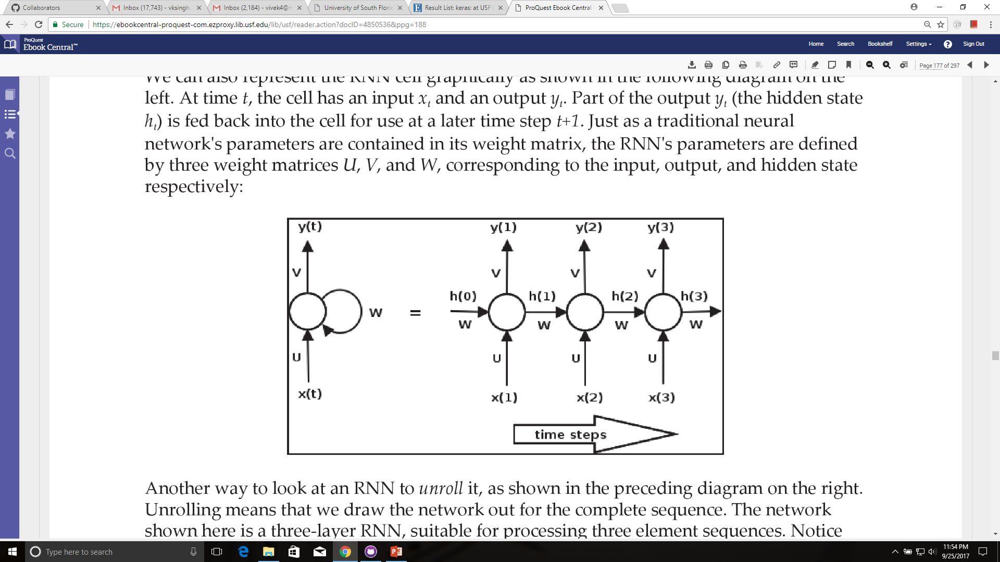 Collaborators
Inbox (17,743) - vksingh
Inbox (2,184) - vivek4@
University of South Flori
Result List: keras: at USF
ProQuest Ebook Central
Secure | https://ebookcentral-proquest-com.ezproxy.lib.usf.edu/lib/usf/reader.action?docID=4850536&ppg=188
ProQuest
Ebook Central™
Home Search Bookshelf Settings ? Sign Out
Page 177 of 297
We can also represent the RNN cell graphically as shown in the following diagram on the
left. At time t, the cell has an input xt and an output yt. Part of the output yt (the hidden state
ht) is fed back into the cell for use at a later time step t+1. Just as a traditional neural
network's parameters are contained in its weight matrix, the RNN's parameters are defined
by three weight matrices U, V, and W, corresponding to the input, output, and hidden state
respectively:
y(t) y(1) y(2) y(3)
V V V V
h(0) h(1) h(2) h(3)
W =
W W W W
U U U U
x(t) x(1) x(2) x(3)
time steps
Another way to look at an RNN to unroll it, as shown in the preceding diagram on the right.
Unrolling means that we draw the network out for the complete sequence. The network
shown here is a three-layer RNN, suitable for processing three element sequences. Notice
Type here to search
11:54 PM
9/25/2017